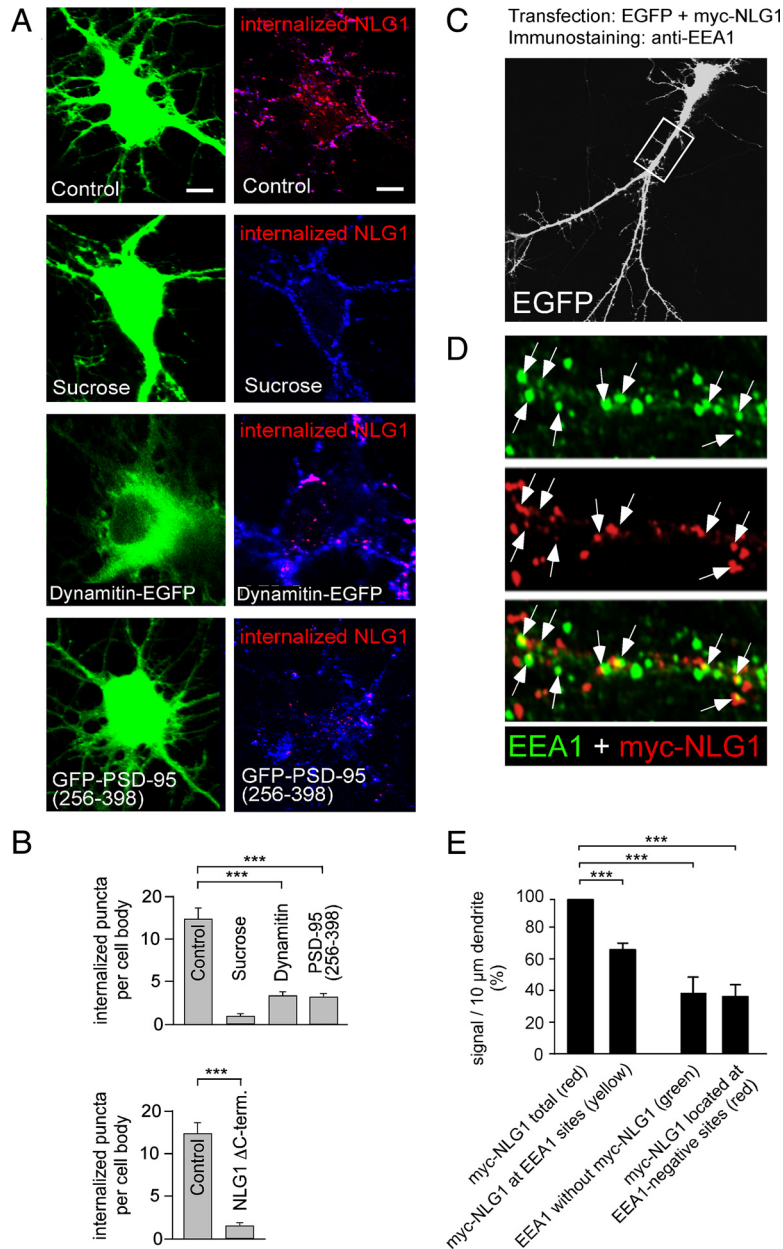 A
internalized NLG1
Control
Control
internalized NLG1
Sucrose
Sucrose
internalized NLG1
Dynamitin-EGFP
Dynamitin-EGFP
internalized NLG1
GFP-PSD-95
(256-398)
GFP-PSD-95
(256-398)
B
***
***
internalized puncta
per cell body
20
10
5
0
Control
Sucrose
Dynamitin
PSD-95
(256-398)
***
internalized puncta
per cell body
20
10
10
0
Control
NLG1 ΔC-term.
C
Transfection: EGFP + myc-NLG1
Immunostaining: anti-EEA1
EGFP
D
EEA1 + myc-NLG1
E
***
***
***
signal / 10 µm dendrite
(%)
100
80
60
40
20
0
myc-NLG1 total (red)
myc-NLG1 at EEA1 sites (yellow)
EEA1 without myc-NLG1 (green)
myc-NLG1 located at
EEA1-negative sites (red)